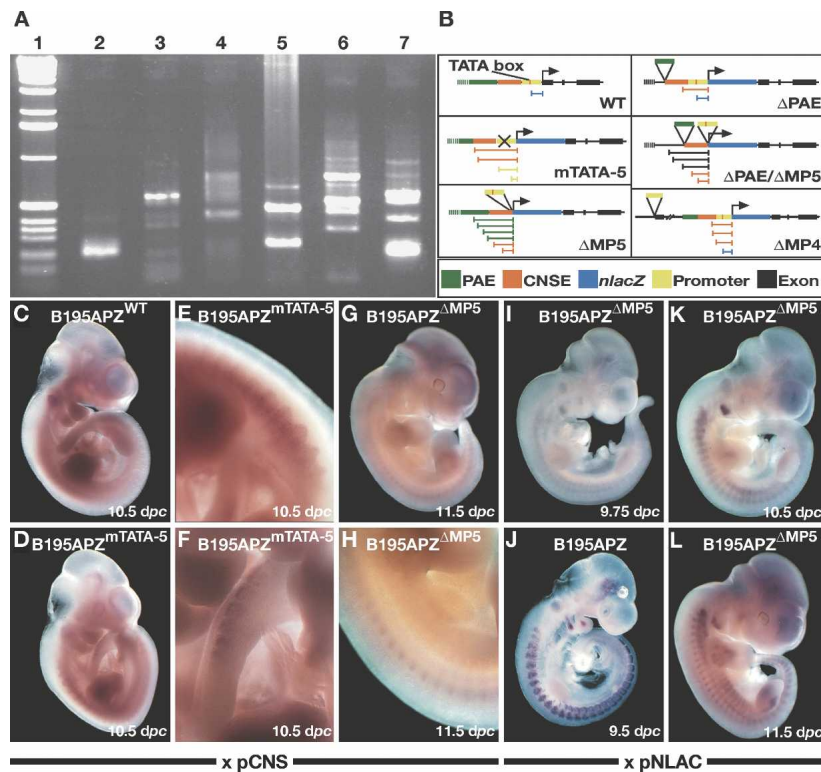 A
B
1 2 3 4 5 6 7
TATA box
WT
ΔPAE
mTATA-5
ΔPAE/ΔMP5
ΔMP5
ΔMP4
PAE CNSE nlacZ Promoter Exon
C B195APZ^WT
10.5 dpc
E B195APZ^mTATA-5
10.5 dpc
G B195APZ^ΔMP5
11.5 dpc
I B195APZ^ΔMP5
9.75 dpc
K B195APZ^ΔMP5
10.5 dpc
D B195APZ^mTATA-5
10.5 dpc
F B195APZ^mTATA-5
10.5 dpc
H B195APZ^ΔMP5
11.5 dpc
J B195APZ
9.5 dpc
L B195APZ^ΔMP5
11.5 dpc
x pCNS
x pNLAC